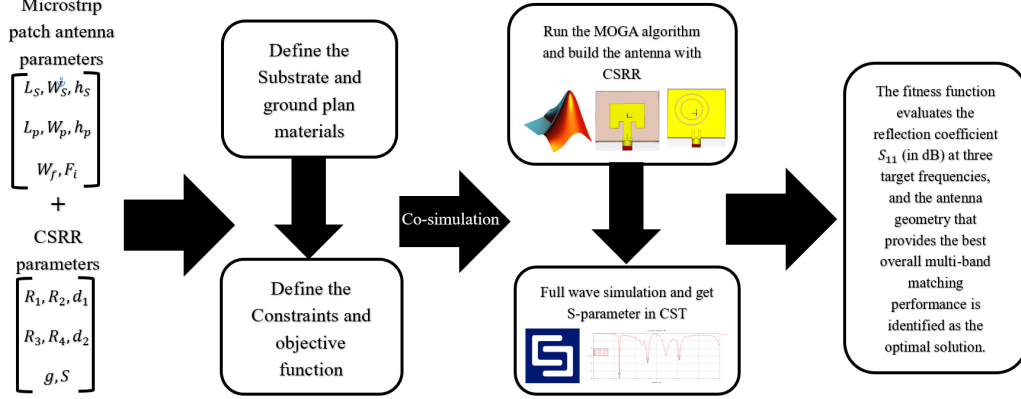 Microstrip
patch antenna
parameters
L_S, W_S, h_S
L_p, W_p, h_p
W_f, F_i
+
CSRR
parameters
R_1, R_2, d_1
R_3, R_4, d_2
g, S
Define the
Substrate and
ground plan
materials
Define the
Constraints and
objective
function
Co-simulation
Run the MOGA algorithm
and build the antenna with
CSRR
Full wave simulation and get
S-parameter in CST
The fitness function
evaluates the
reflection coefficient
S_11 (in dB) at three
target frequencies,
and the antenna
geometry that
provides the best
overall multi-band
matching
performance is
identified as the
optimal solution.